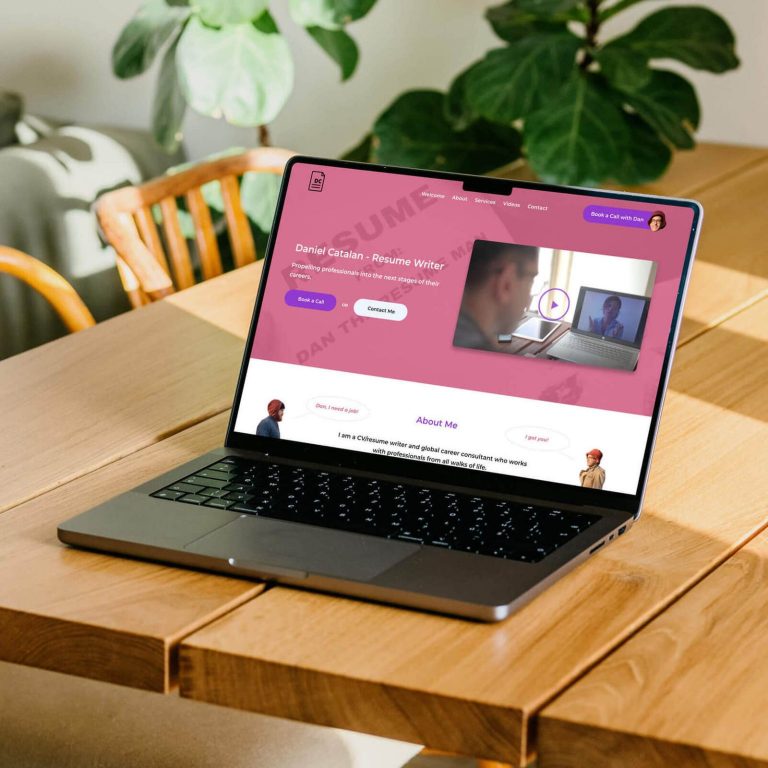 DC
Welcome About Services Videos Contact
Book a Call with Dan
RESUME
MAN
DAN THE RESUME MAN
Daniel Catalan - Resume Writer
Propelling professionals into the next stages of their
careers.
Book a Call
OR
Contact Me
Dan, I need a job!
About Me
I got you!
I am a CV/resume writer and global career consultant who works
with professionals from all walks of life.